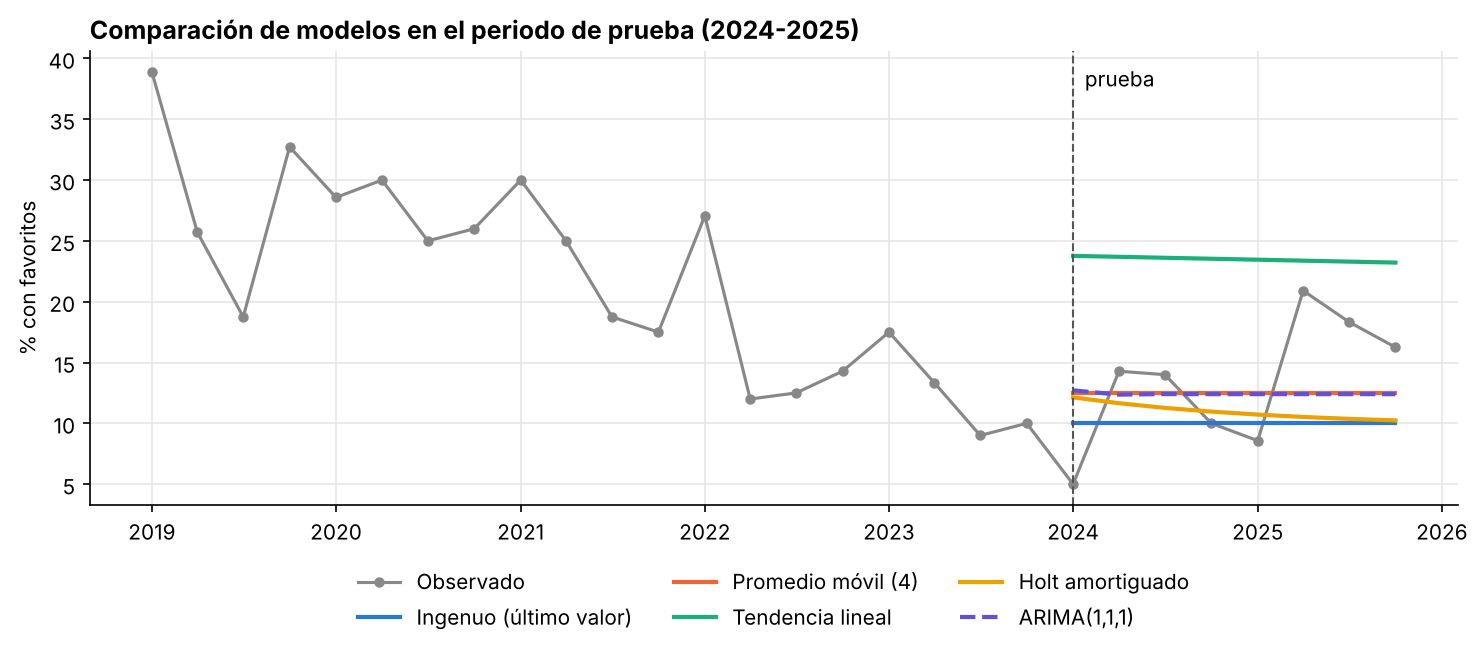 Comparación de modelos en el periodo de prueba (2024-2025)
% con favoritos
40
35
30
25
20
15
10
5
prueba
2019 2020 2021 2022 2023 2024 2025 2026
Observado Promedio móvil (4) Holt amortiguado
Ingenuo (último valor) Tendencia lineal ARIMA(1,1,1)